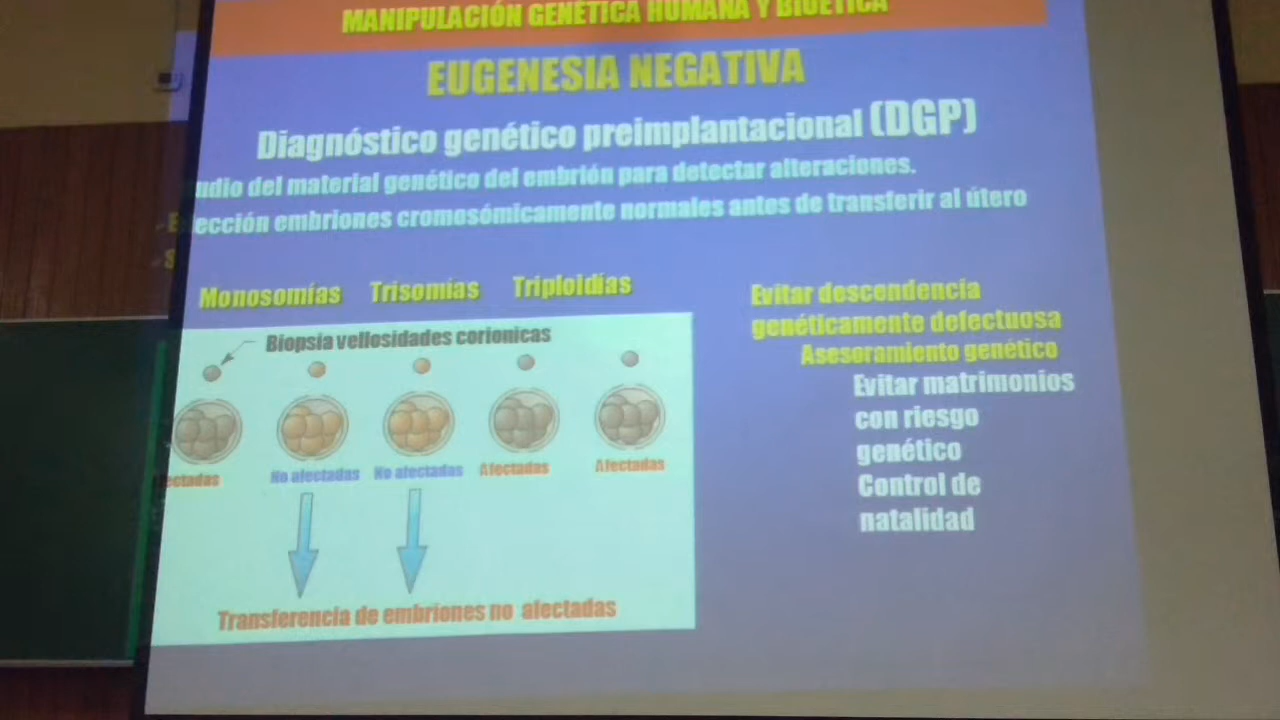 MANIPULACIÓN GENÉTICA HUMANA Y BIOÉTICA
EUGENESIA NEGATIVA
Diagnóstico genético preimplantacional (DGP)
udio del material genético del embrión para detectar alteraciones.
ección embriones cromosómicamente normales antes de transferir al útero
Monosomías Trisomías Triploidías
Biopsia vellosidades corionicas
ectadas No afectadas No afectadas Afectadas Afectadas
Transferencia de embriones no afectadas
Evitar descendencia
genéticamente defectuosa
Asesoramiento genético
Evitar matrimonios
con riesgo
genético
Control de
natalidad